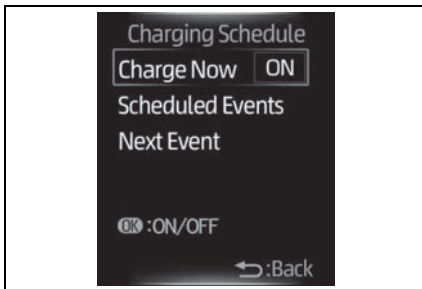 Charging Schedule
Charge Now ON
Scheduled Events
Next Event
OK :ON/OFF
:Back